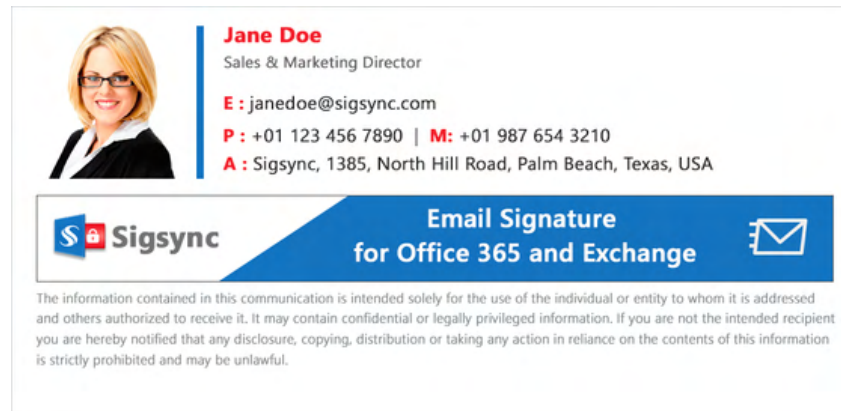 Jane Doe
Sales & Marketing Director
E : janedoe@sigsync.com
P : +01 123 456 7890 | M: +01 987 654 3210
A : Sigsync, 1385, North Hill Road, Palm Beach, Texas, USA
S Sigsync
Email Signature
for Office 365 and Exchange
The information contained in this communication is intended solely for the use of the individual or entity to whom it is addressed
and others authorized to receive it. It may contain confidential or legally privileged information. If you are not the intended recipient
you are hereby notified that any disclosure, copying, distribution or taking any action in reliance on the contents of this information
is strictly prohibited and may be unlawful.